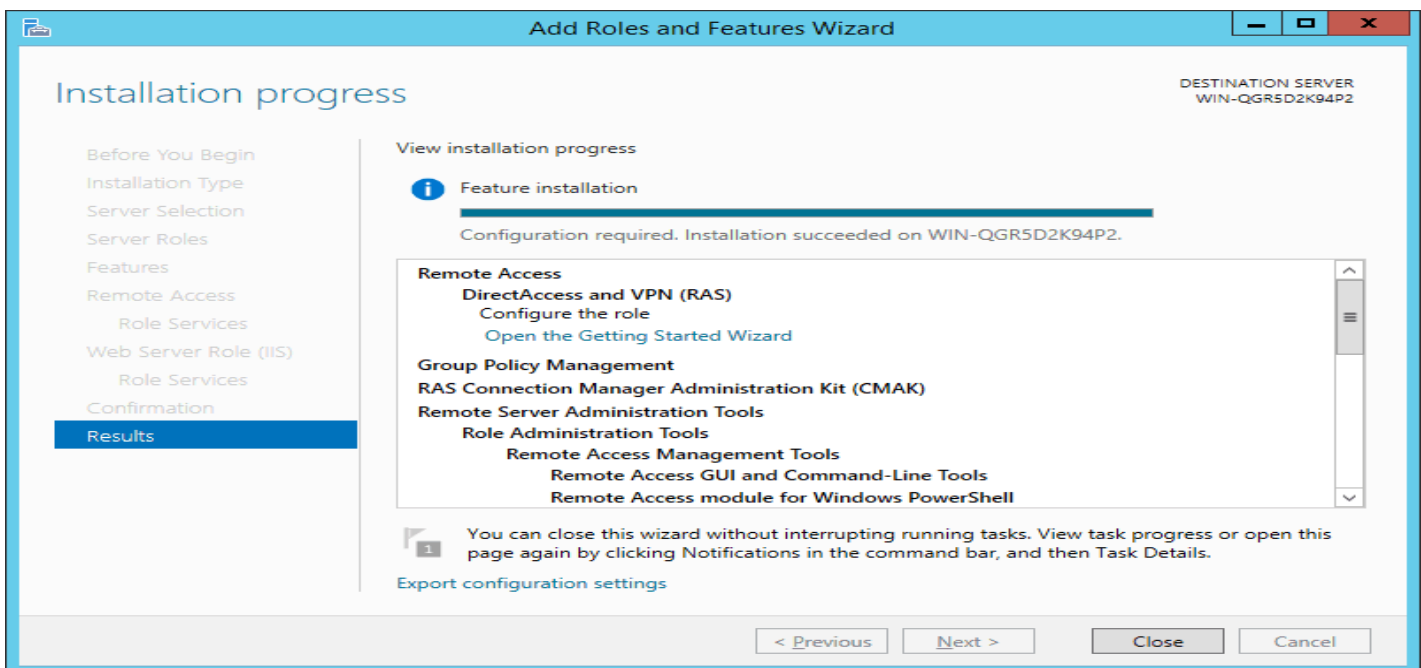 Add Roles and Features Wizard
Installation progress
DESTINATION SERVER
WIN-QGR5D2K94P2
Before You Begin
Installation Type
Server Selection
Server Roles
Features
Remote Access
Role Services
Web Server Role (IIS)
Role Services
Confirmation
Results
View installation progress
Feature installation
Configuration required. Installation succeeded on WIN-QGR5D2K94P2.
Remote Access
DirectAccess and VPN (RAS)
Configure the role
Open the Getting Started Wizard
Group Policy Management
RAS Connection Manager Administration Kit (CMAK)
Remote Server Administration Tools
Role Administration Tools
Remote Access Management Tools
Remote Access GUI and Command-Line Tools
Remote Access module for Windows PowerShell
1
You can close this wizard without interrupting running tasks. View task progress or open this
page again by clicking Notifications in the command bar, and then Task Details.
Export configuration settings
< Previous Next > Close Cancel